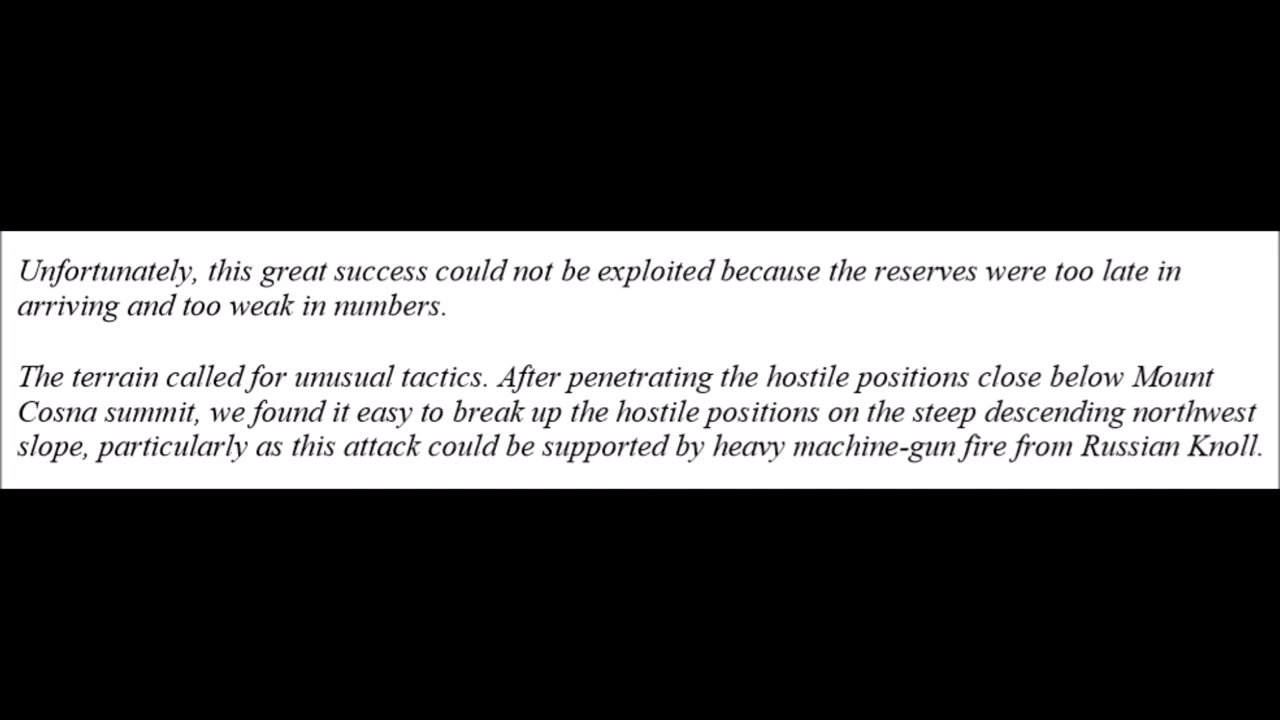 Unfortunately, this great success could not be exploited because the reserves were too late in
arriving and too weak in numbers.
The terrain called for unusual tactics. After penetrating the hostile positions close below Mount
Cosna summit, we found it easy to break up the hostile positions on the steep descending northwest
slope, particularly as this attack could be supported by heavy machine-gun fire from Russian Knoll.